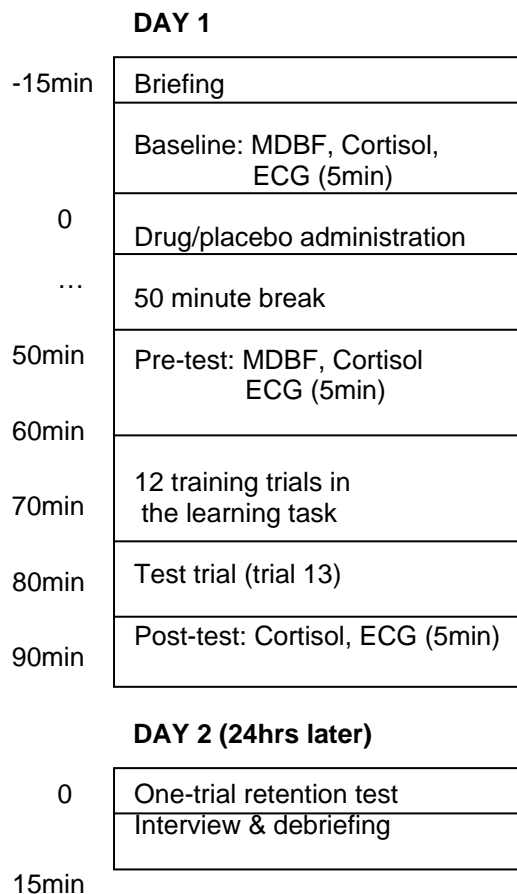 DAY 1
-15min
Briefing
Baseline: MDBF, Cortisol,
ECG (5min)
0
Drug/placebo administration
…
50 minute break
50min
Pre-test: MDBF, Cortisol
ECG (5min)
60min
12 training trials in
the learning task
70min
Test trial (trial 13)
80min
Post-test: Cortisol, ECG (5min)
90min
DAY 2 (24hrs later)
0
One-trial retention test
Interview & debriefing
15min